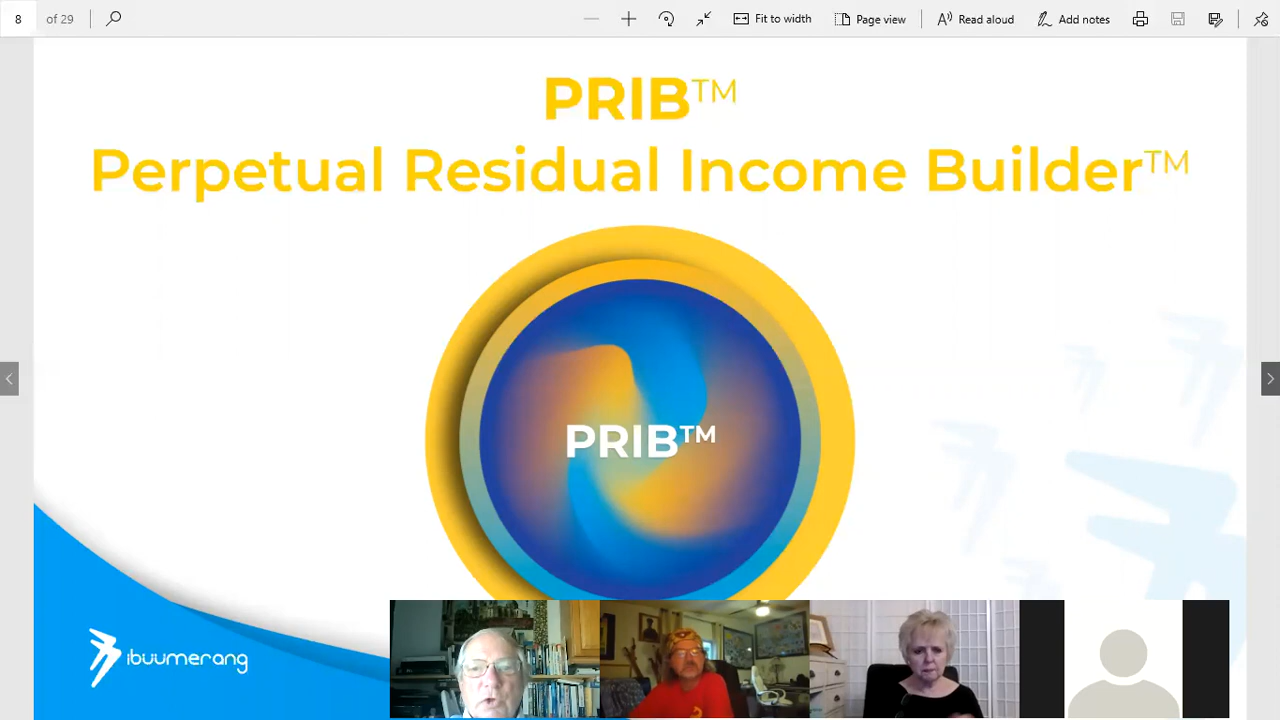 8 of 29
Fit to width
Page view
Read aloud
Add notes
PRIB™
Perpetual Residual Income Builder™
PRIB™
ibuumerang